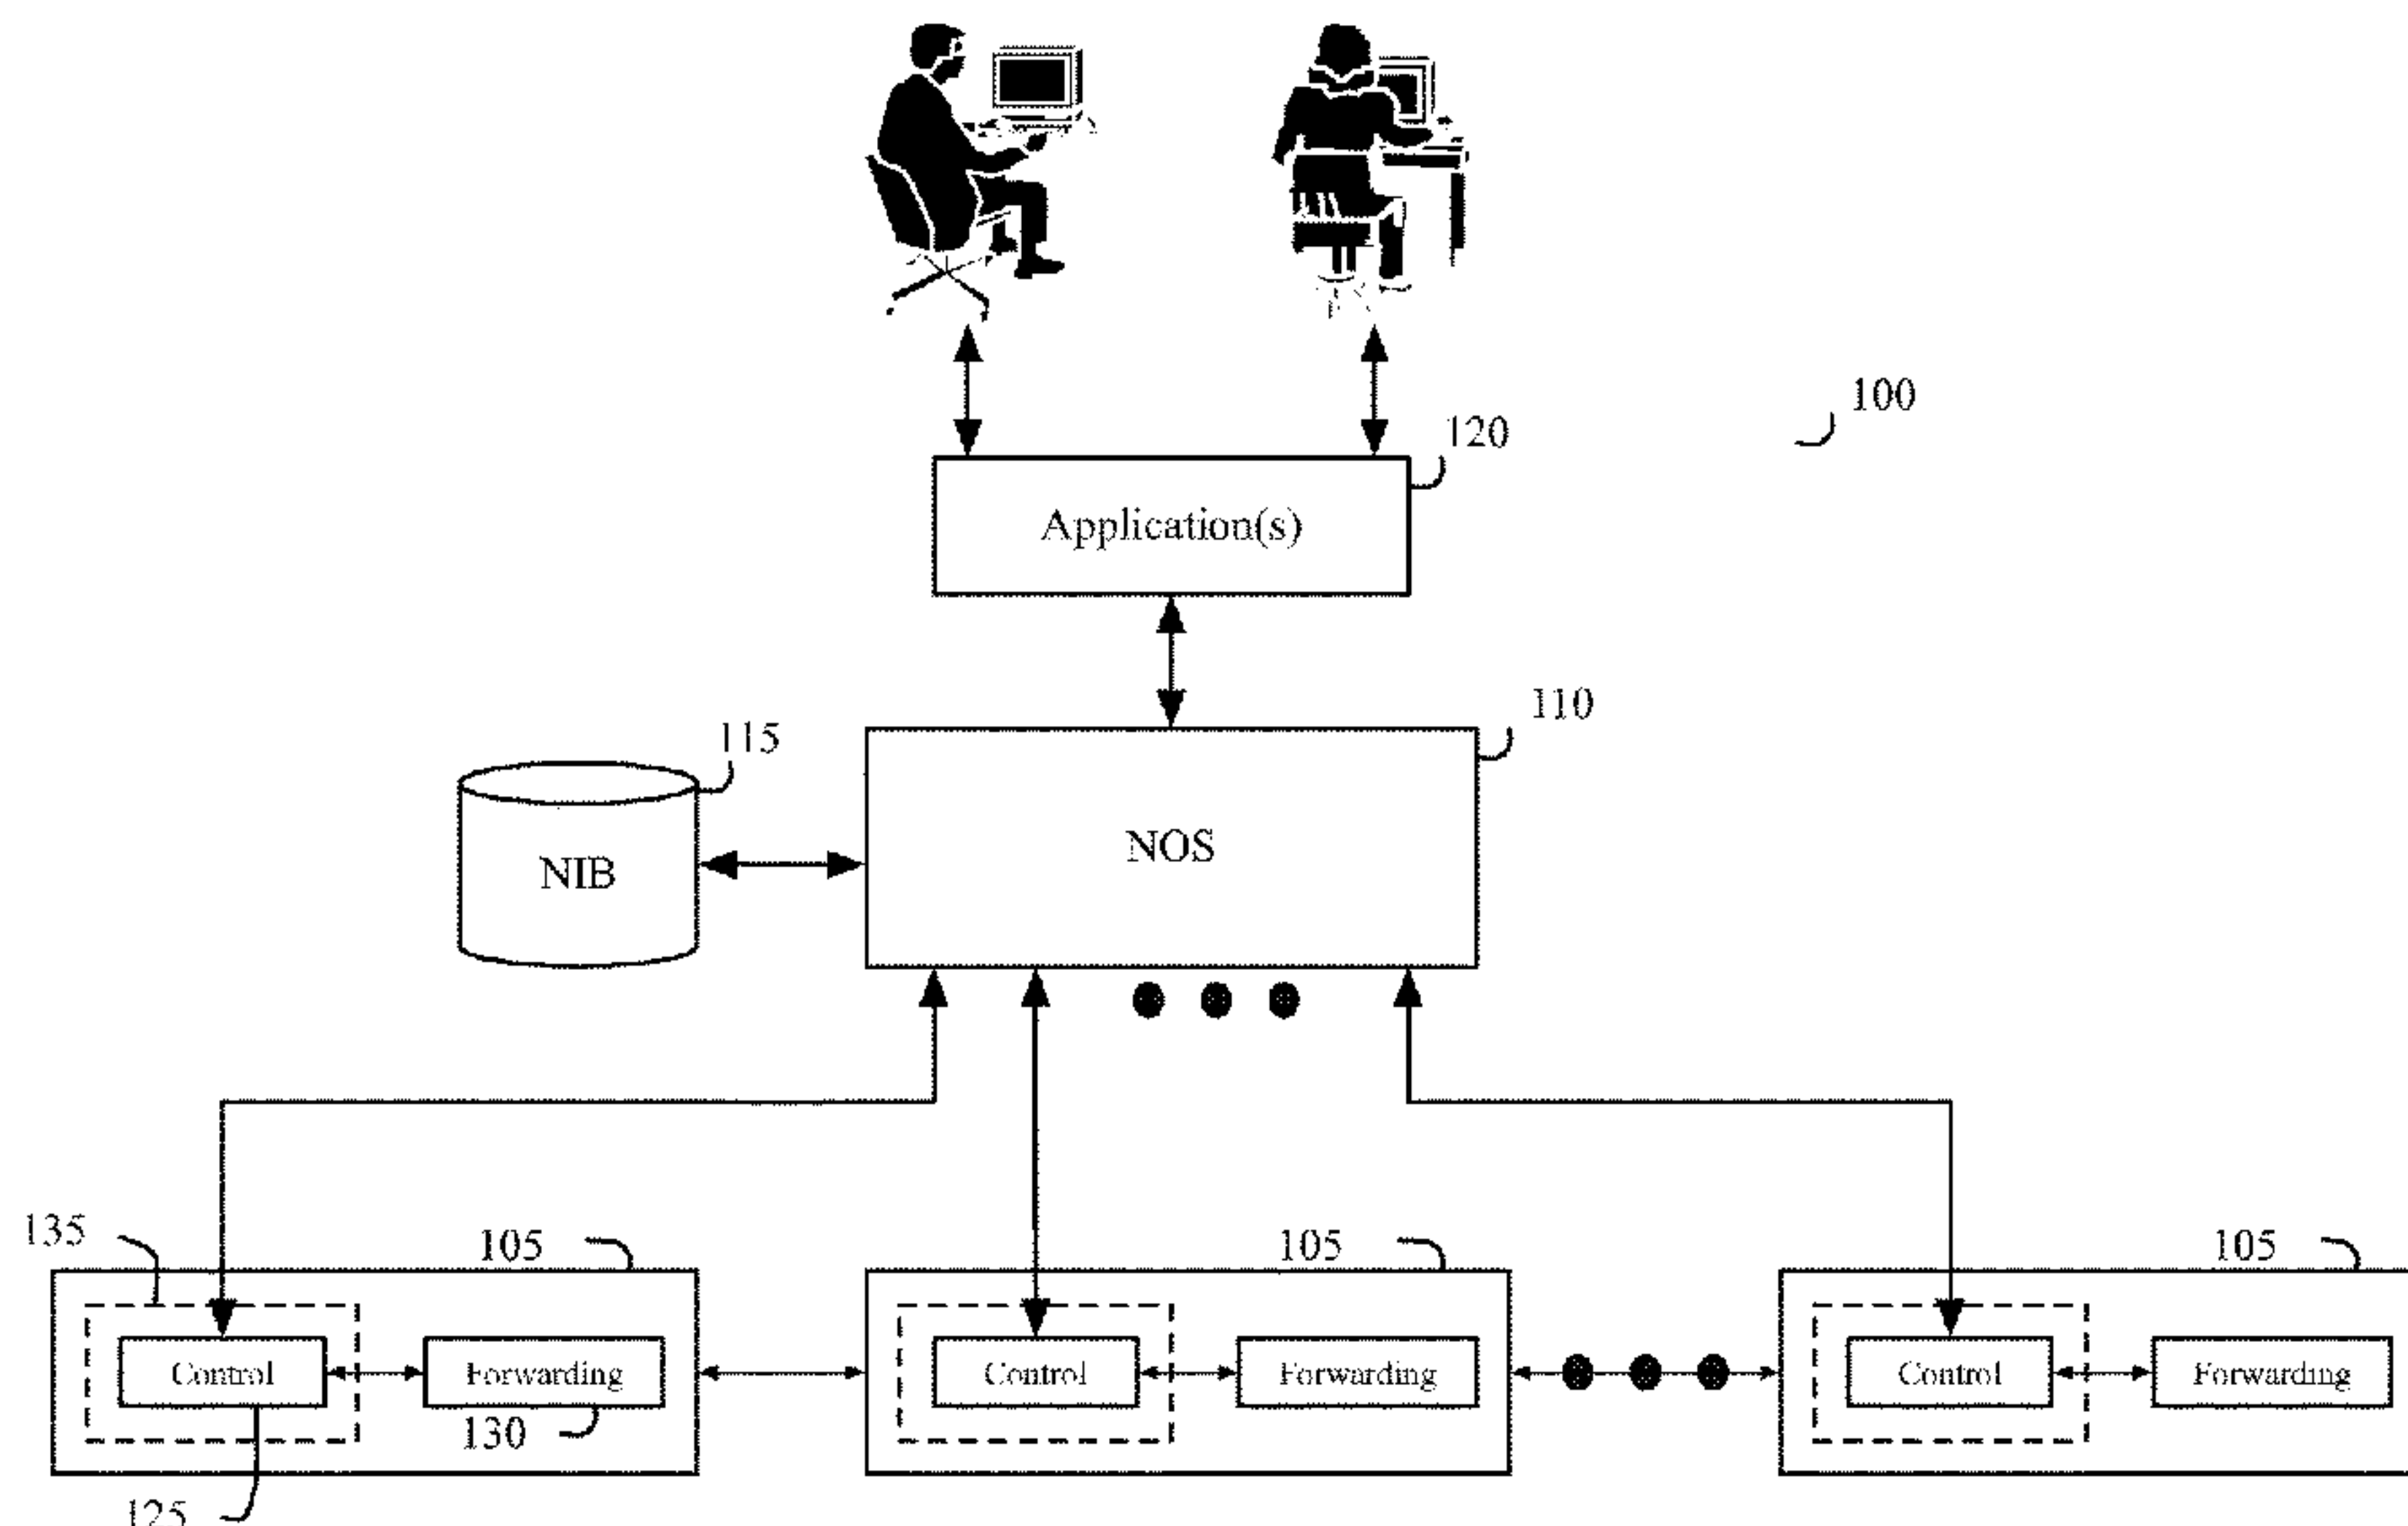 100
120
Application(s)
110
115
NOS
NIB
135
105
105
105
Control
Forwarding
Control
Forwarding
Control
Forwarding
130
125